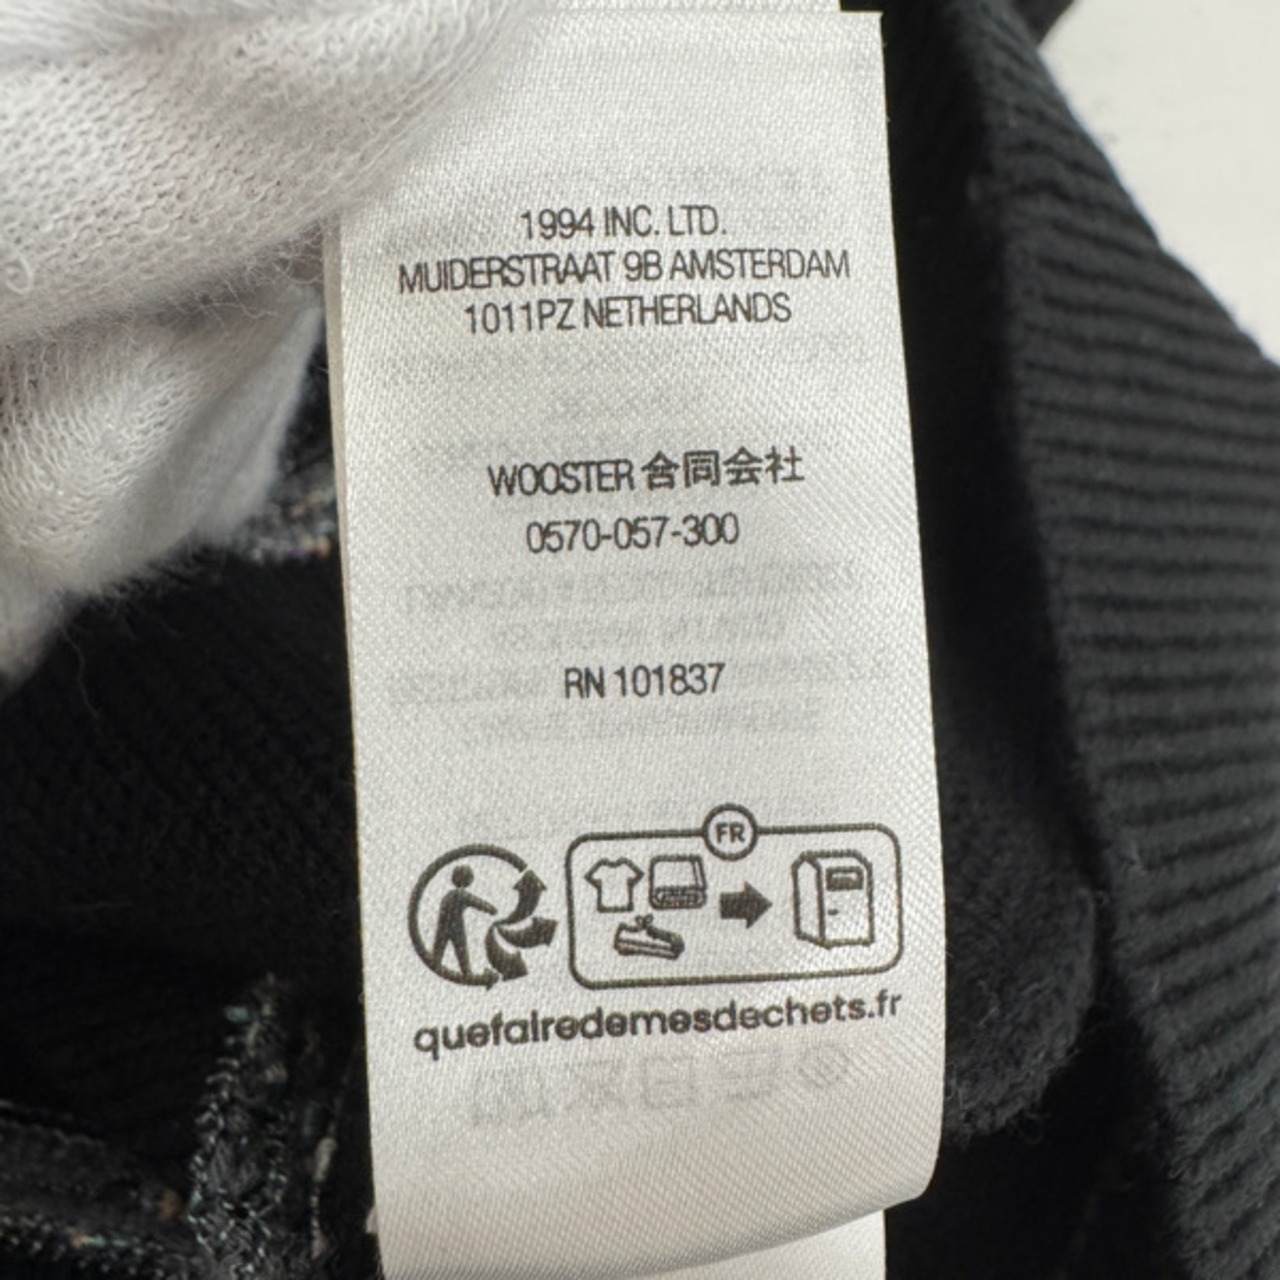 1994 INC. LTD.
MUIDERSTRAAT 9B AMSTERDAM
1011PZ NETHERLANDS
WOOSTER 合同会社
0570-057-300
RN 101837
FR
quefairedemesdechets.fr